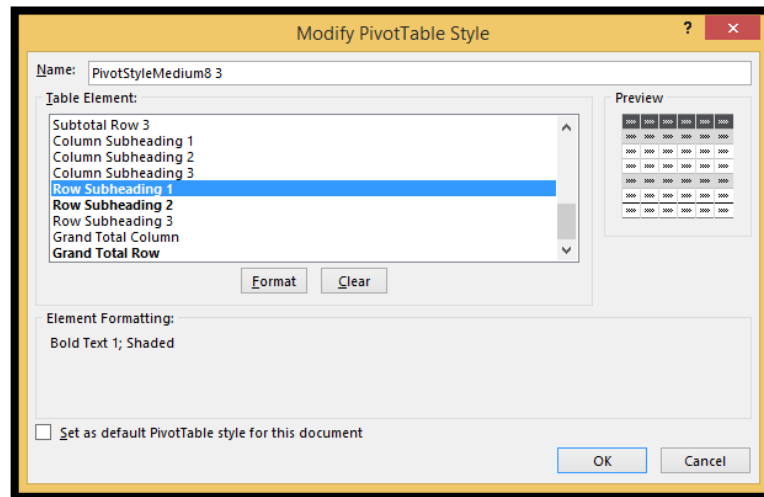 Modify PivotTable Style
? ×
Name: PivotStyleMedium8 3
Table Element:
Subtotal Row 3
Column Subheading 1
Column Subheading 2
Column Subheading 3
Row Subheading 1
Row Subheading 2
Row Subheading 3
Grand Total Column
Grand Total Row
Format Clear
Preview
Element Formatting:
Bold Text 1; Shaded
Set as default PivotTable style for this document
OK Cancel